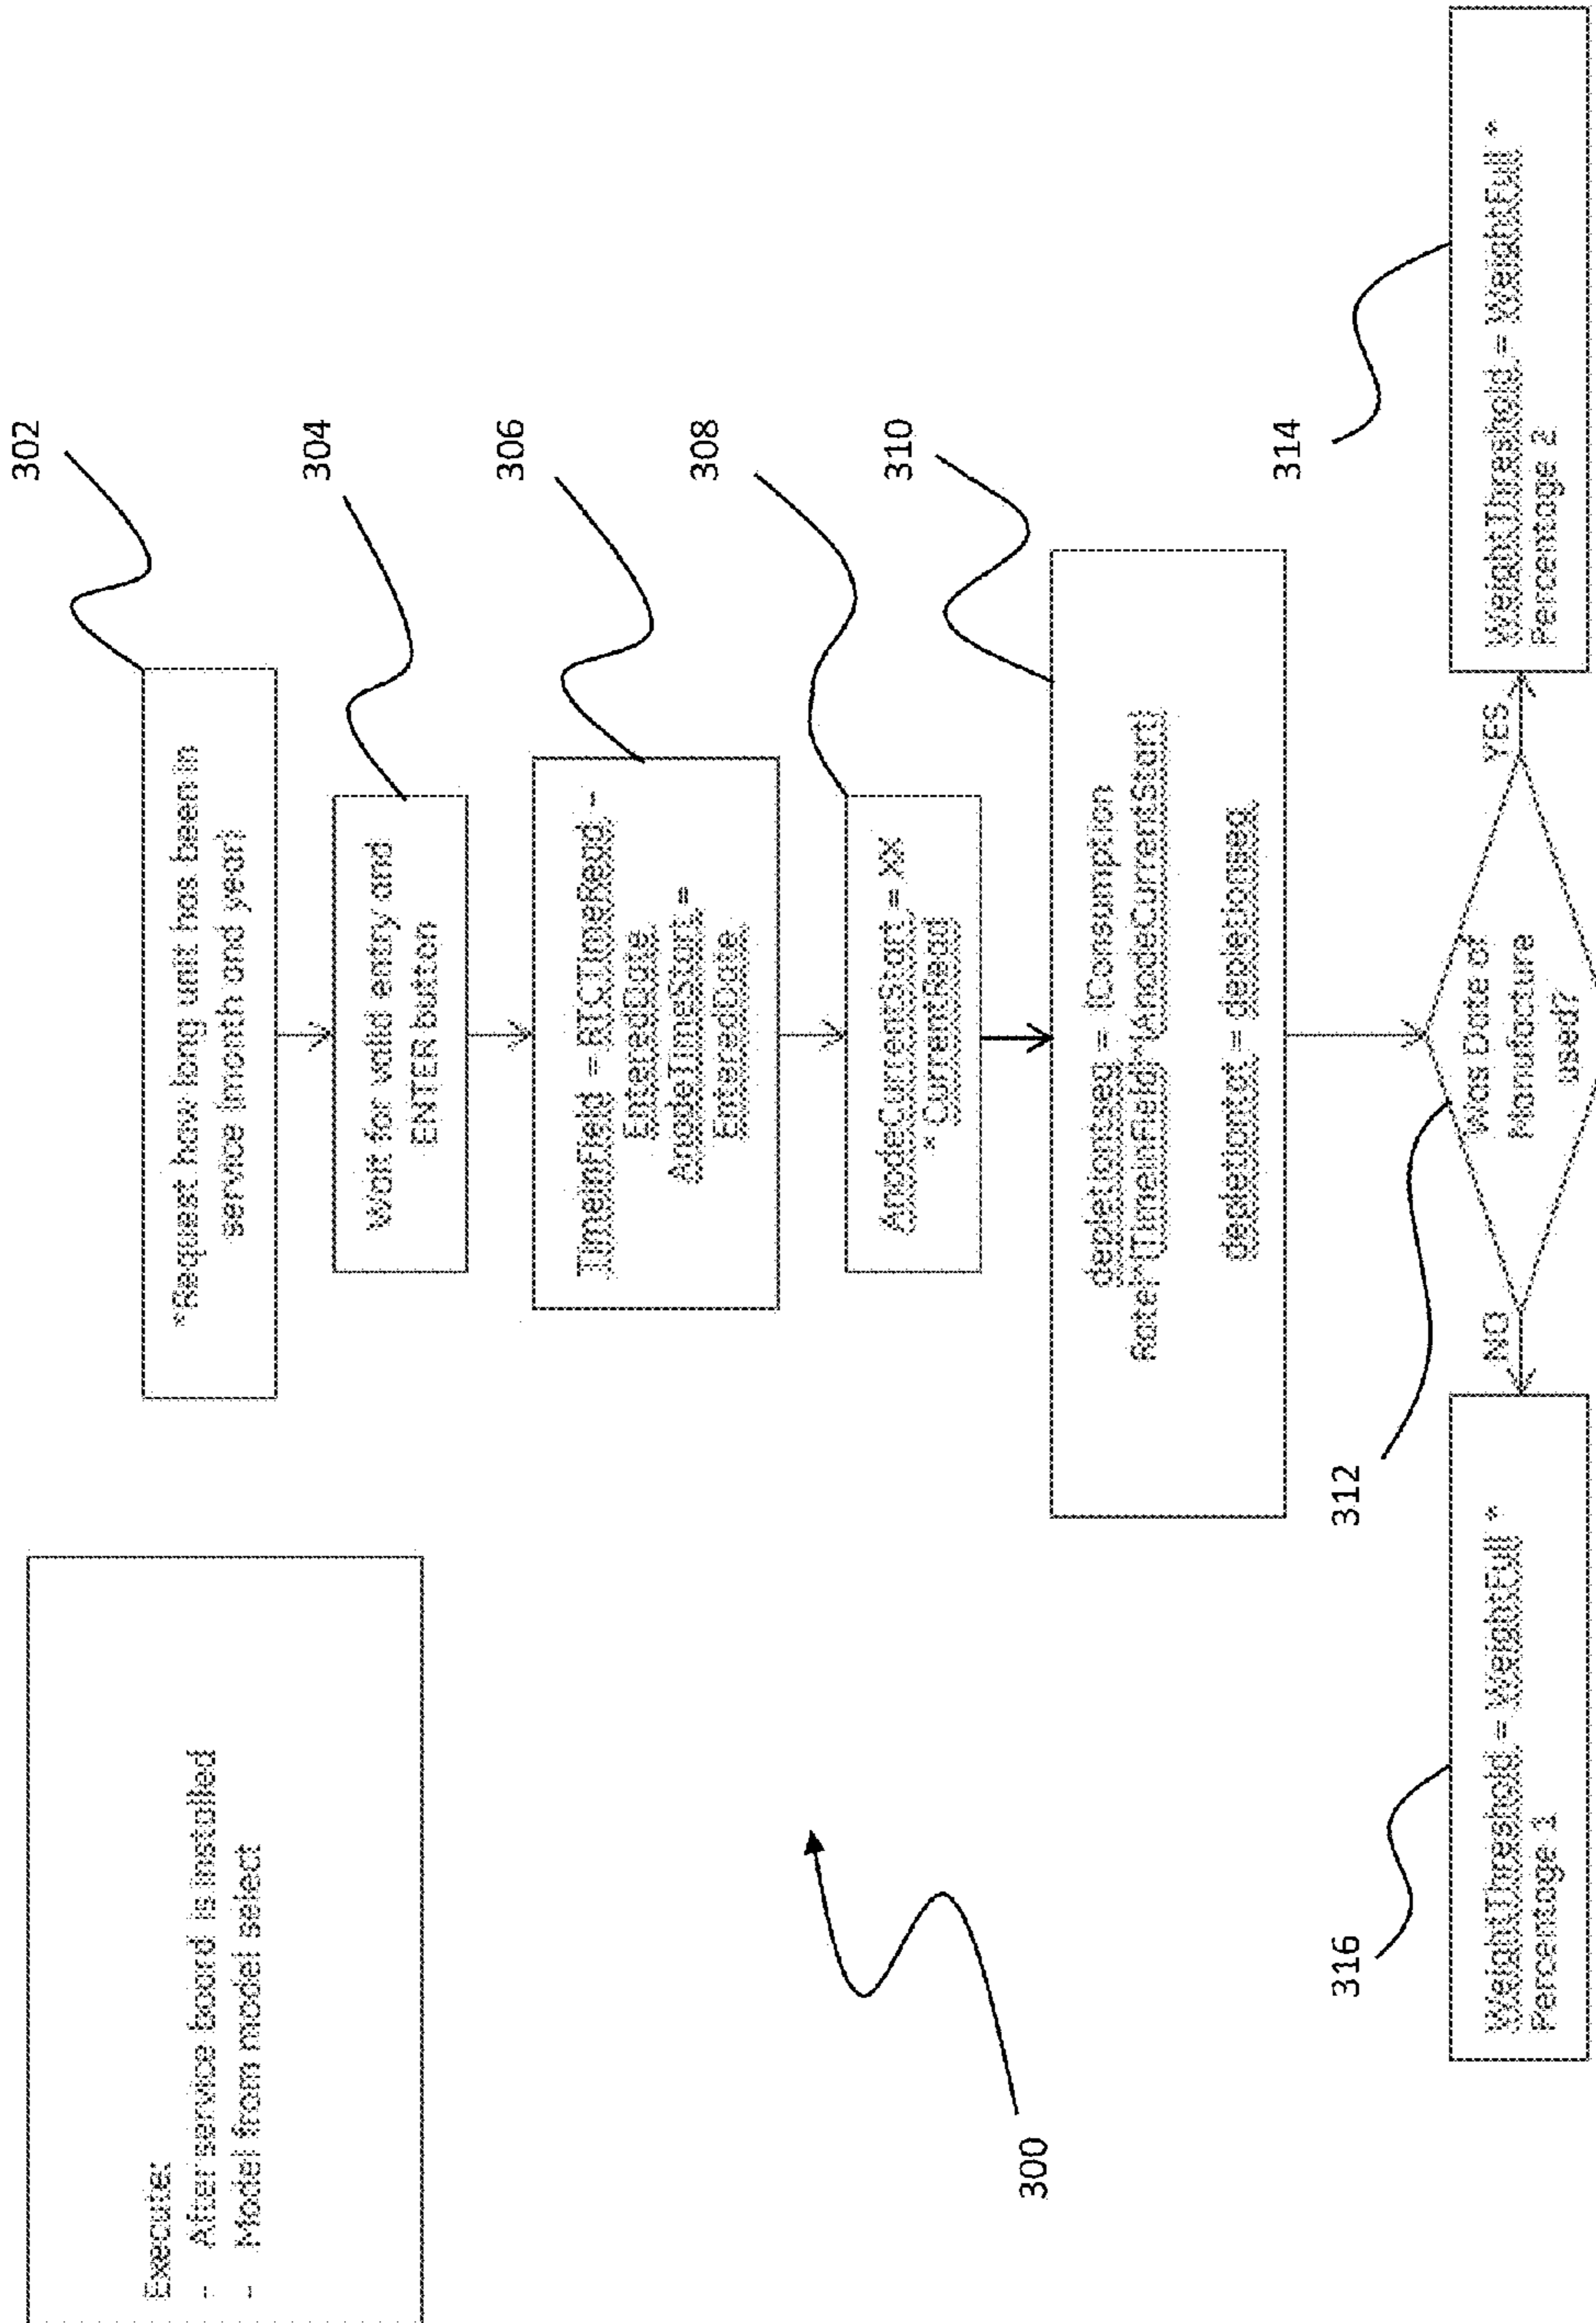 Execute:
- After service board is installed
- Model from model select
300
*Request how long unit has been in
service (month and year)
302
Wait for valid entry and
ENTER button
304
TimeinField = RTCTimeRead -
EnteredDate
AnodeTimeStart =
EnteredDate
306
AnodeCurrentStart = XX
* CurrentRead
308
depletionseg = (Consumption
Rate)*(TimeinField)*(AnodeCurrentStart)
depletiontot = depletionseg
310
Was Date of
Manufacture
used?
312
NO
YES
WeightThreshold = WeightFull *
Percentage 1
316
WeightThreshold = WeightFull *
Percentage 2
314